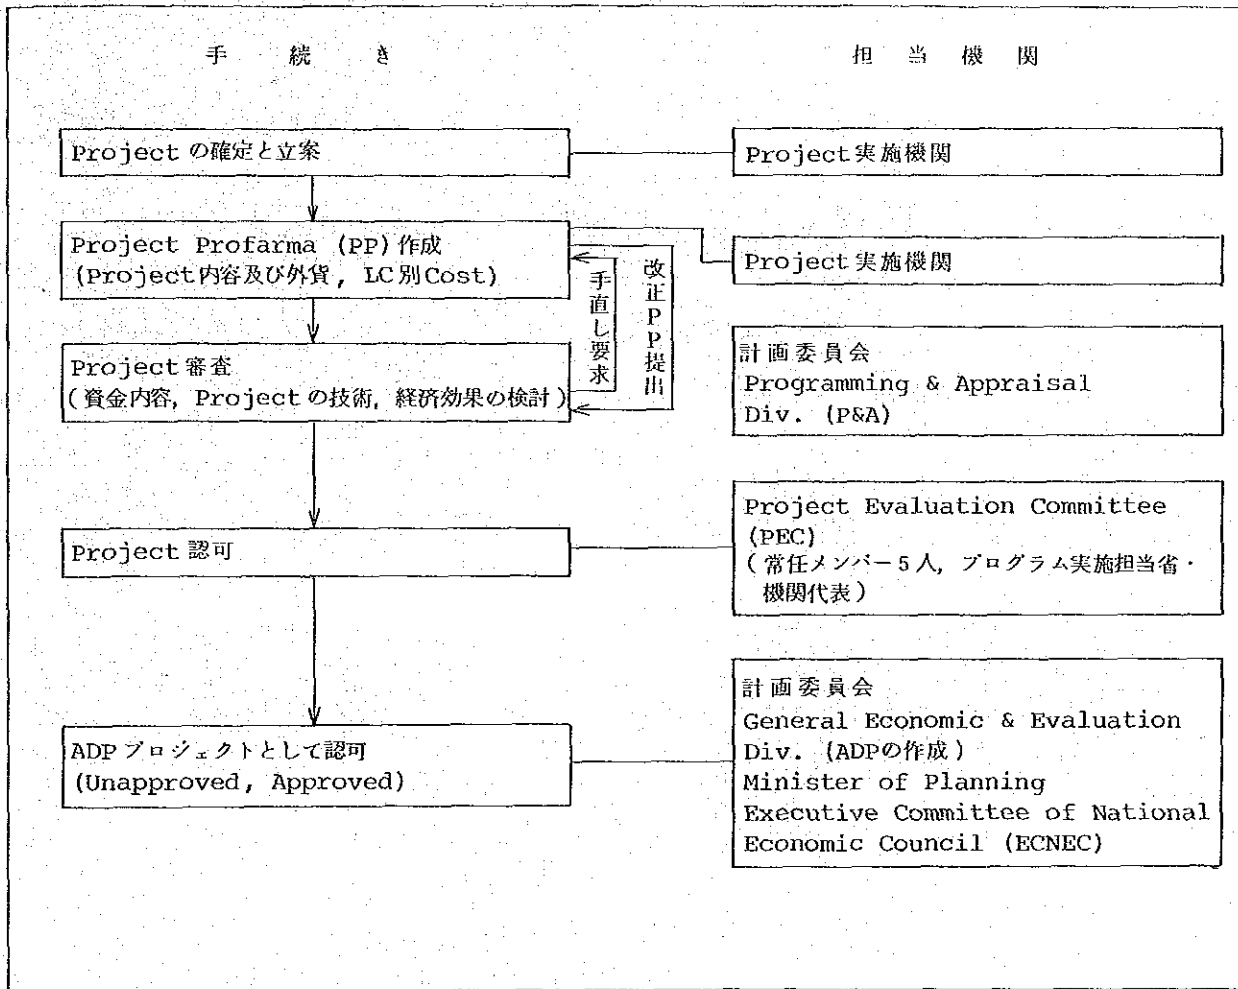 手続き
担当機関
Projectの確定と立案
Project実施機関
Project Profarma (PP)作成
(Project内容及び外貨, LC別Cost)
Project実施機関
手直し要求
改正PP提出
Project審査
(資金内容, Projectの技術, 経済効果の検討)
計画委員会
Programming & Appraisal
Div. (P&A)
Project認可
Project Evaluation Committee
(PEC)
(常任メンバー5人, プログラム実施担当省・
機関代表)
ADPプロジェクトとして認可
(Unapproved, Approved)
計画委員会
General Economic & Evaluation
Div. (ADPの作成)
Minister of Planning
Executive Committee of National
Economic Council (ECNEC)